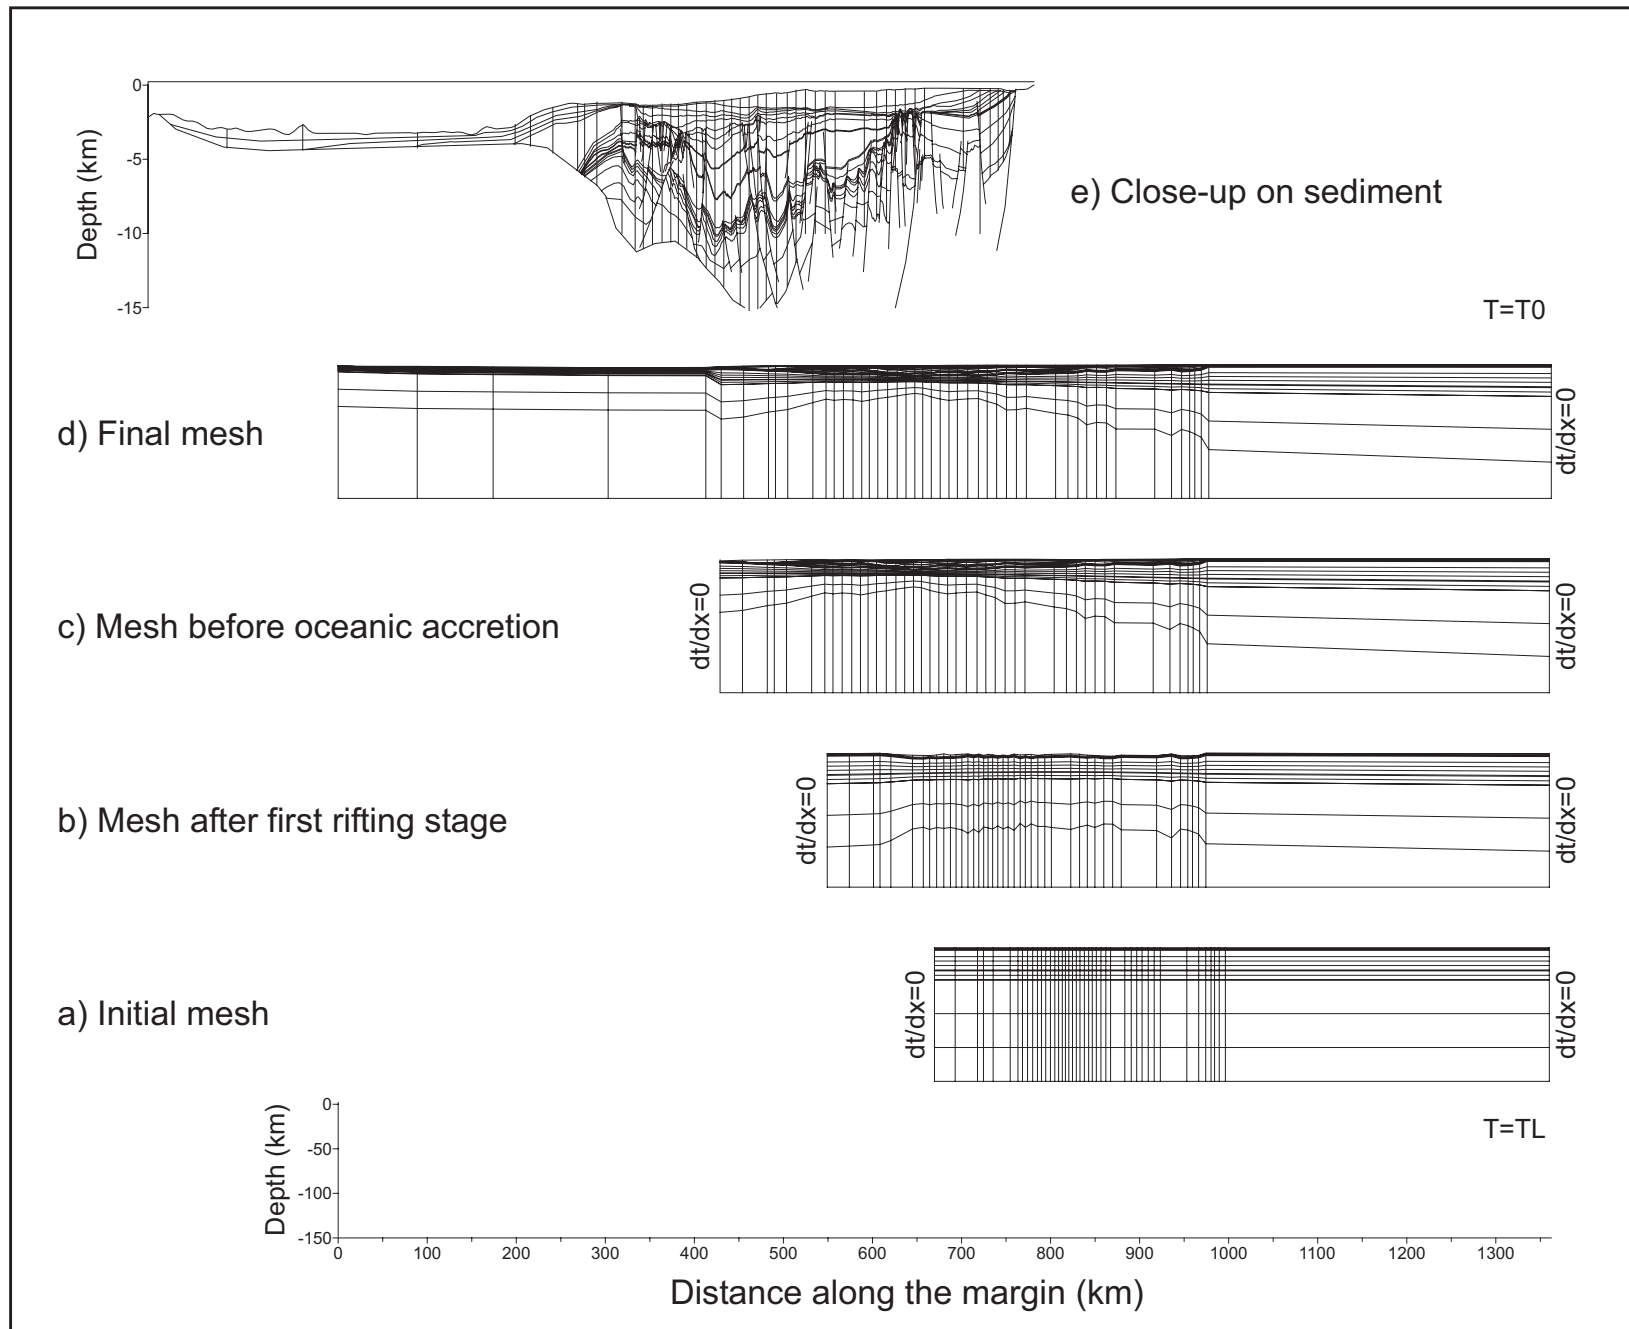 0
-5
-10
-15
Depth (km)
e) Close-up on sediment
T=T0
d) Final mesh
dt/dx=0
c) Mesh before oceanic accretion
dt/dx=0
dt/dx=0
b) Mesh after first rifting stage
dt/dx=0
dt/dx=0
a) Initial mesh
dt/dx=0
dt/dx=0
T=TL
0
-50
-100
-150
Depth (km)
0 100 200 300 400 500 600 700 800 900 1000 1100 1200 1300
Distance along the margin (km)